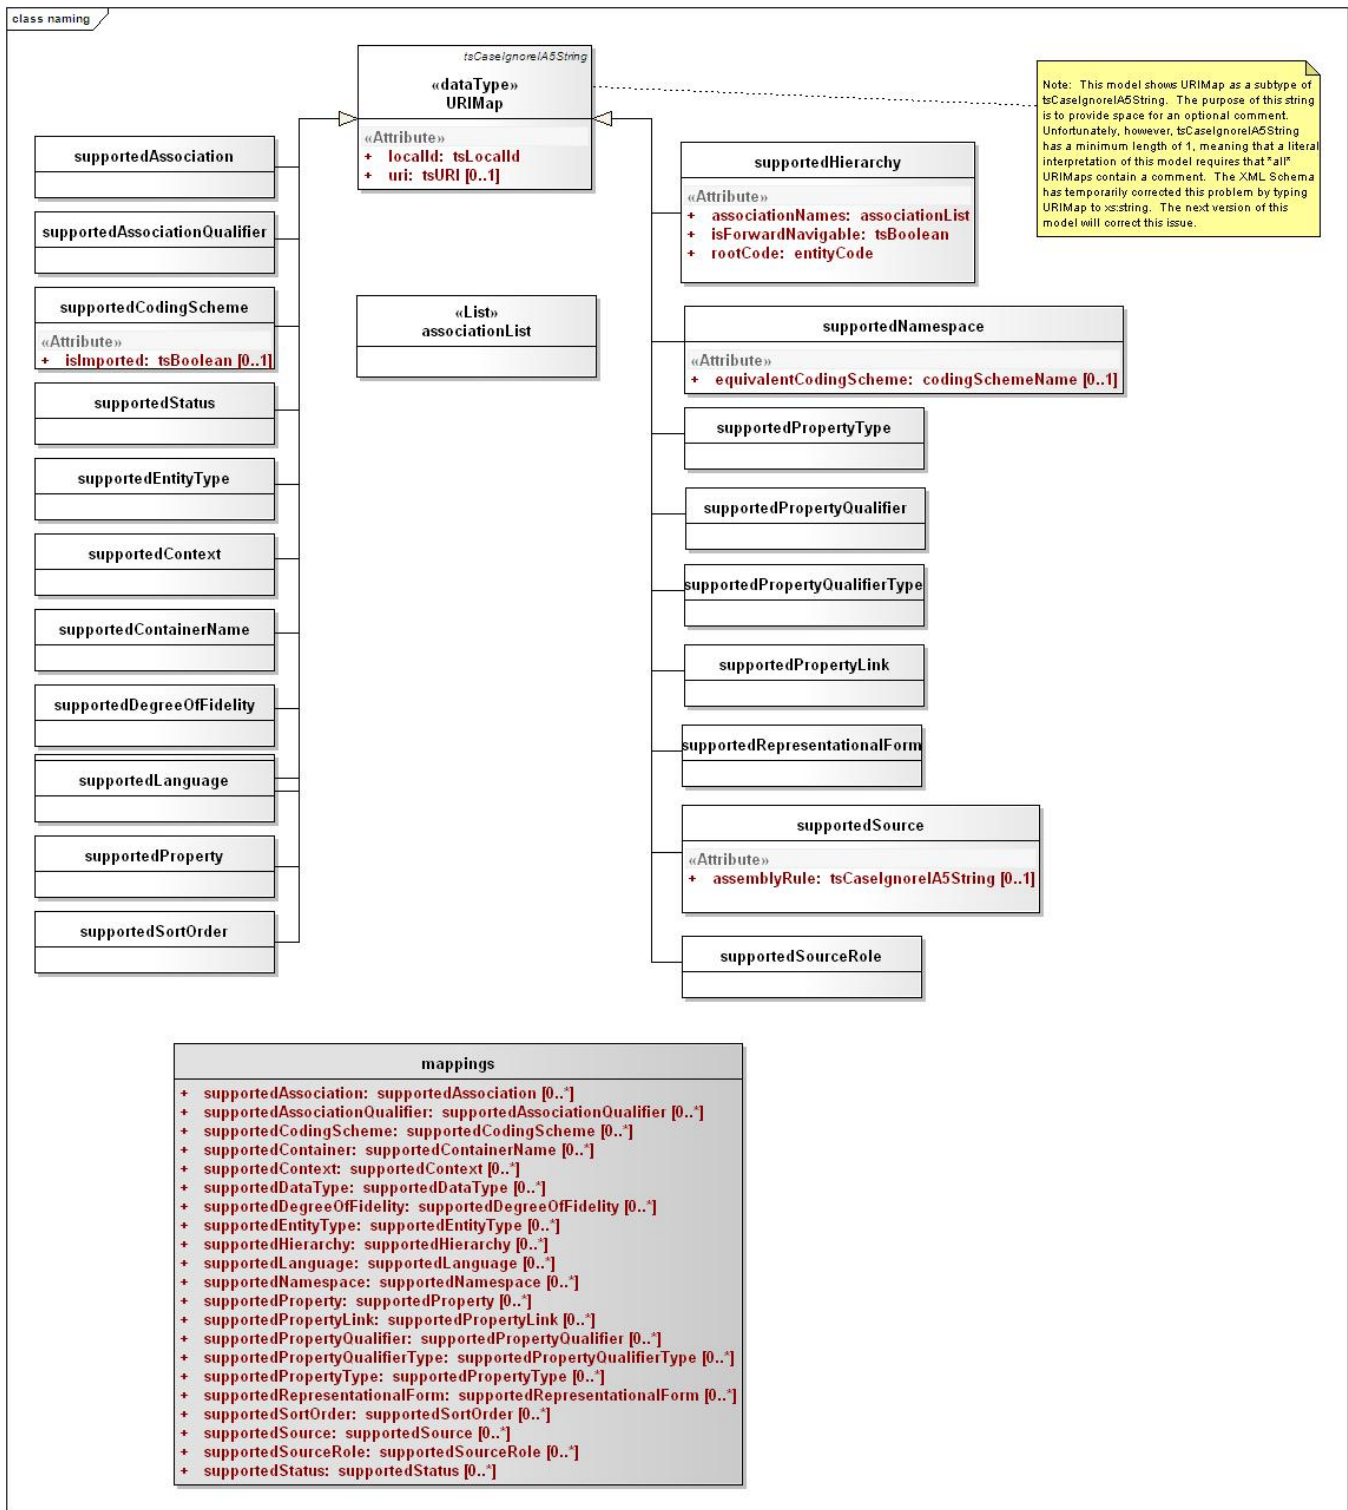 class naming
tsCaseIgnoreIA5String
«dataType»
URIMap
«Attribute»
+ localId: tsLocalId
+ uri: tsURI [0..1]
Note: This model shows URIMap as a subtype of
tsCaseIgnoreIA5String. The purpose of this string
is to provide space for an optional comment.
Unfortunately, however, tsCaseIgnoreIA5String
has a minimum length of 1, meaning that a literal
interpretation of this model requires that *all*
URIMaps contain a comment. The XML Schema
has temporarily corrected this problem by typing
URIMap to xs:string. The next version of this
model will correct this issue.
supportedAssociation
supportedAssociationQualifier
supportedCodingScheme
«Attribute»
+ isImported: tsBoolean [0..1]
supportedStatus
supportedEntityType
supportedContext
supportedContainerName
supportedDegreeOfFidelity
supportedLanguage
supportedProperty
supportedSortOrder
«List»
associationList
supportedHierarchy
«Attribute»
+ associationNames: associationList
+ isForwardNavigable: tsBoolean
+ rootCode: entityCode
supportedNamespace
«Attribute»
+ equivalentCodingScheme: codingSchemeName [0..1]
supportedPropertyType
supportedPropertyQualifier
supportedPropertyQualifierType
supportedPropertyLink
supportedRepresentationalForm
supportedSource
«Attribute»
+ assemblyRule: tsCaseIgnoreIA5String [0..1]
supportedSourceRole
mappings
+ supportedAssociation: supportedAssociation [0..*]
+ supportedAssociationQualifier: supportedAssociationQualifier [0..*]
+ supportedCodingScheme: supportedCodingScheme [0..*]
+ supportedContainer: supportedContainerName [0..*]
+ supportedContext: supportedContext [0..*]
+ supportedDataType: supportedDataType [0..*]
+ supportedDegreeOfFidelity: supportedDegreeOfFidelity [0..*]
+ supportedEntityType: supportedEntityType [0..*]
+ supportedHierarchy: supportedHierarchy [0..*]
+ supportedLanguage: supportedLanguage [0..*]
+ supportedNamespace: supportedNamespace [0..*]
+ supportedProperty: supportedProperty [0..*]
+ supportedPropertyLink: supportedPropertyLink [0..*]
+ supportedPropertyQualifier: supportedPropertyQualifier [0..*]
+ supportedPropertyQualifierType: supportedPropertyQualifierType [0..*]
+ supportedPropertyType: supportedPropertyType [0..*]
+ supportedRepresentationalForm: supportedRepresentationalForm [0..*]
+ supportedSortOrder: supportedSortOrder [0..*]
+ supportedSource: supportedSource [0..*]
+ supportedSourceRole: supportedSourceRole [0..*]
+ supportedStatus: supportedStatus [0..*]